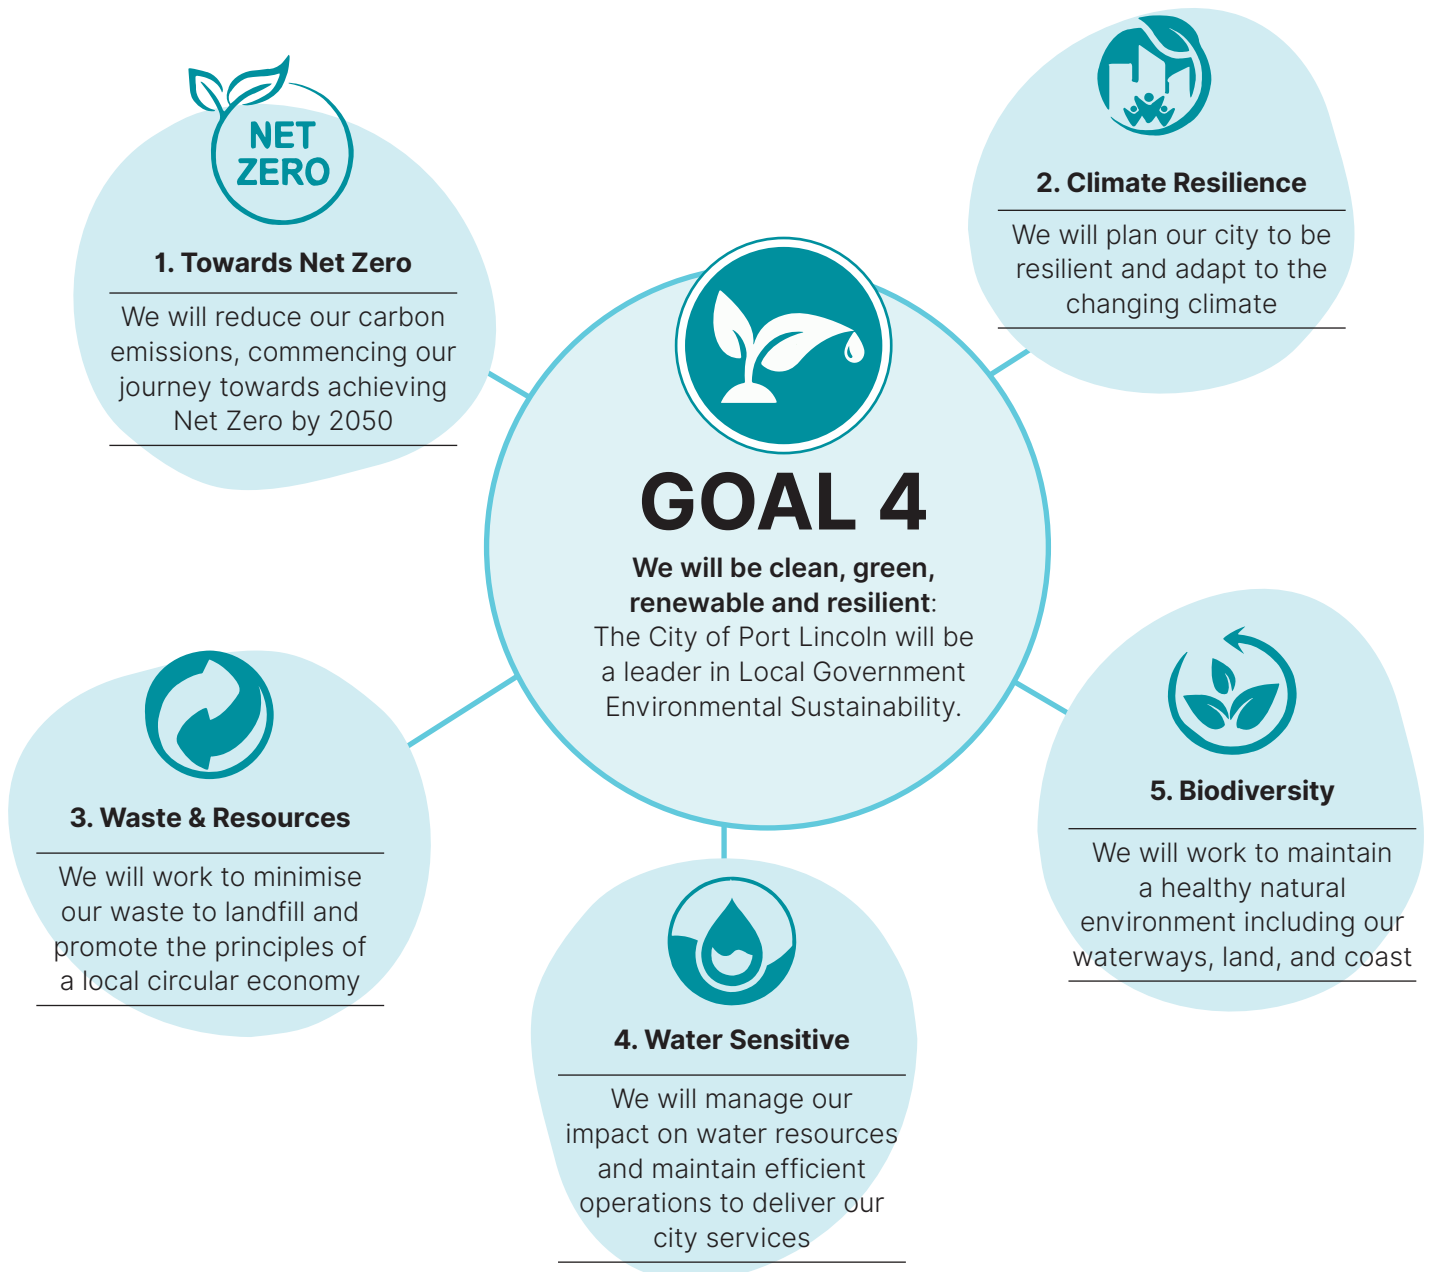 NET
ZERO
1. Towards Net Zero
We will reduce our carbon
emissions, commencing our
journey towards achieving
Net Zero by 2050
2. Climate Resilience
We will plan our city to be
resilient and adapt to the
changing climate
GOAL 4
We will be clean, green,
renewable and resilient:
The City of Port Lincoln will be
a leader in Local Government
Environmental Sustainability.
3. Waste & Resources
We will work to minimise
our waste to landfill and
promote the principles of
a local circular economy
4. Water Sensitive
We will manage our
impact on water resources
and maintain efficient
operations to deliver our
city services
5. Biodiversity
We will work to maintain
a healthy natural
environment including our
waterways, land, and coast